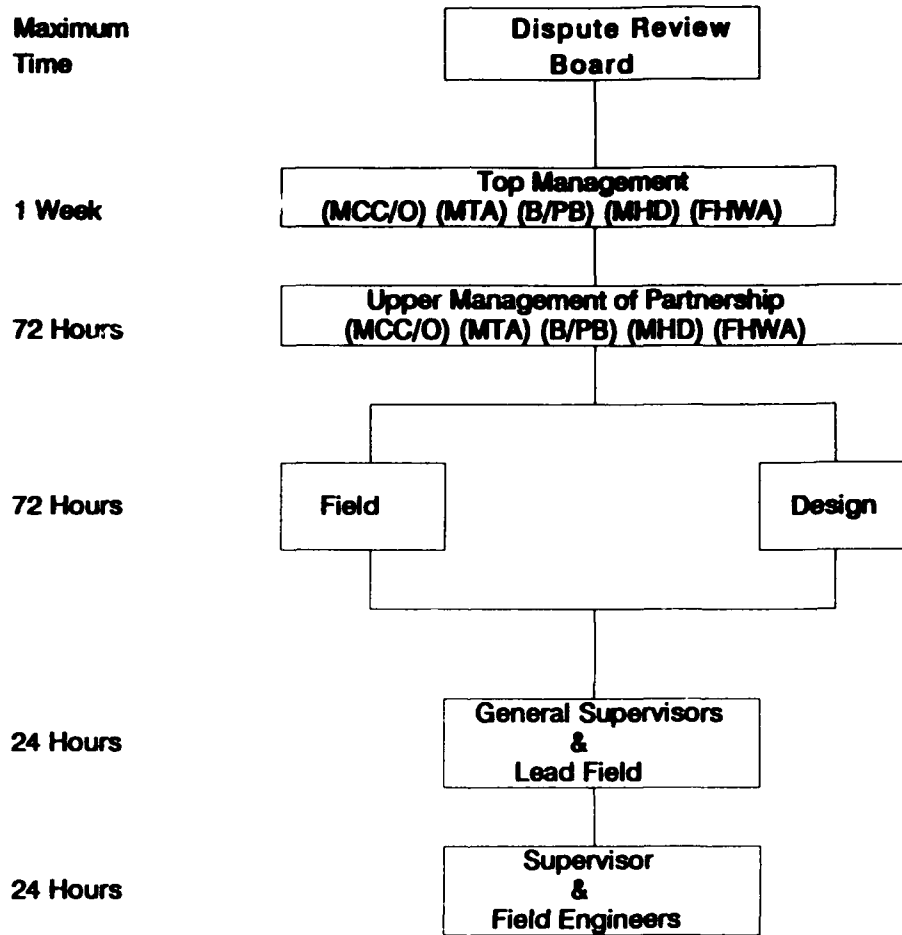 Maximum
Time
Dispute Review
Board
1 Week
Top Management
(MCC/O) (MTA) (B/PB) (MHD) (FHWA)
72 Hours
Upper Management of Partnership
(MCC/O) (MTA) (B/PB) (MHD) (FHWA)
72 Hours
Field
Design
24 Hours
General Supervisors
&
Lead Field
24 Hours
Supervisor
&
Field Engineers